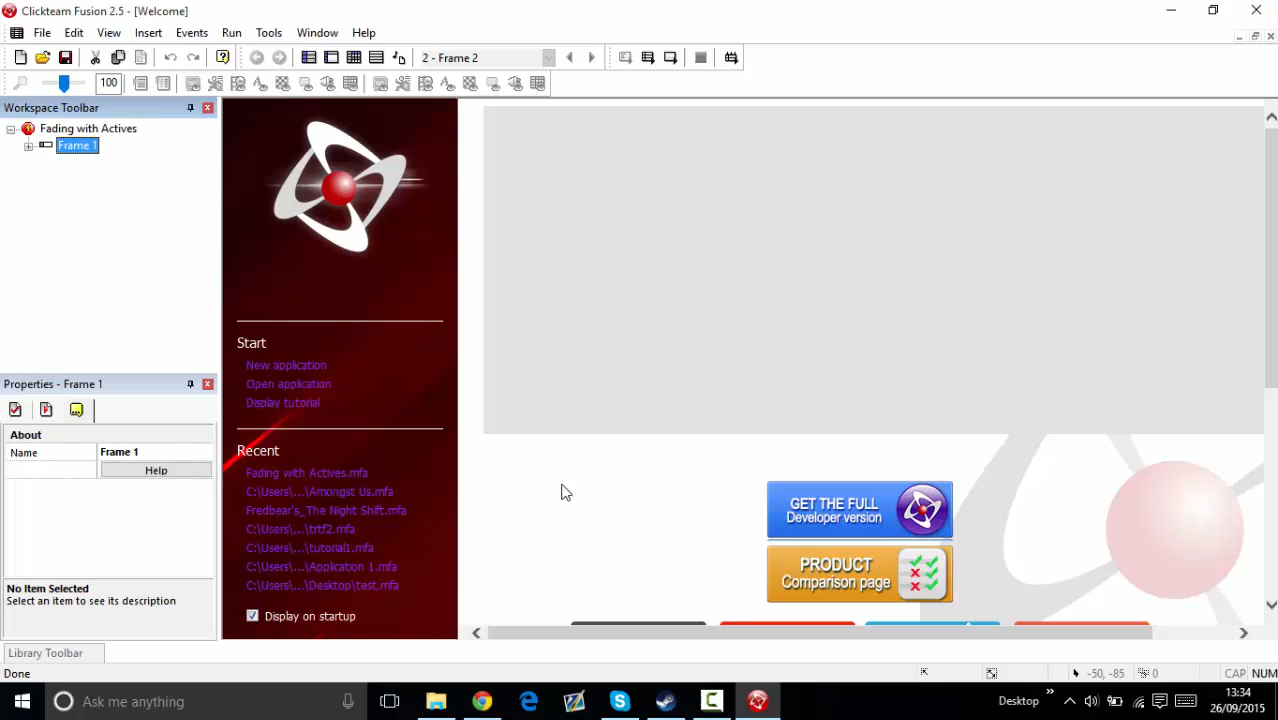 Clickteam Fusion 2.5 - [Welcome]
File Edit View Insert Events Run Tools Window Help
2 - Frame 2
100
Workspace Toolbar
Fading with Actives
Frame 1
Properties - Frame 1
About
Name Frame 1
Help
No Item Selected
Select an item to see its description
Library Toolbar
Start
New application
Open application
Display tutorial
Recent
Fading with Actives.mfa
C:\Users\...\Amongst Us.mfa
Fredbear's_The Night Shift.mfa
C:\Users\...\trtf2.mfa
C:\Users\...\tutorial1.mfa
C:\Users\...\Application 1.mfa
C:\Users\...\Desktop\test.mfa
Display on startup
GET THE FULL
Developer version
PRODUCT
Comparison page
Done
-50, -85
0
CAP NUM
Ask me anything
Desktop
13:34
26/09/2015